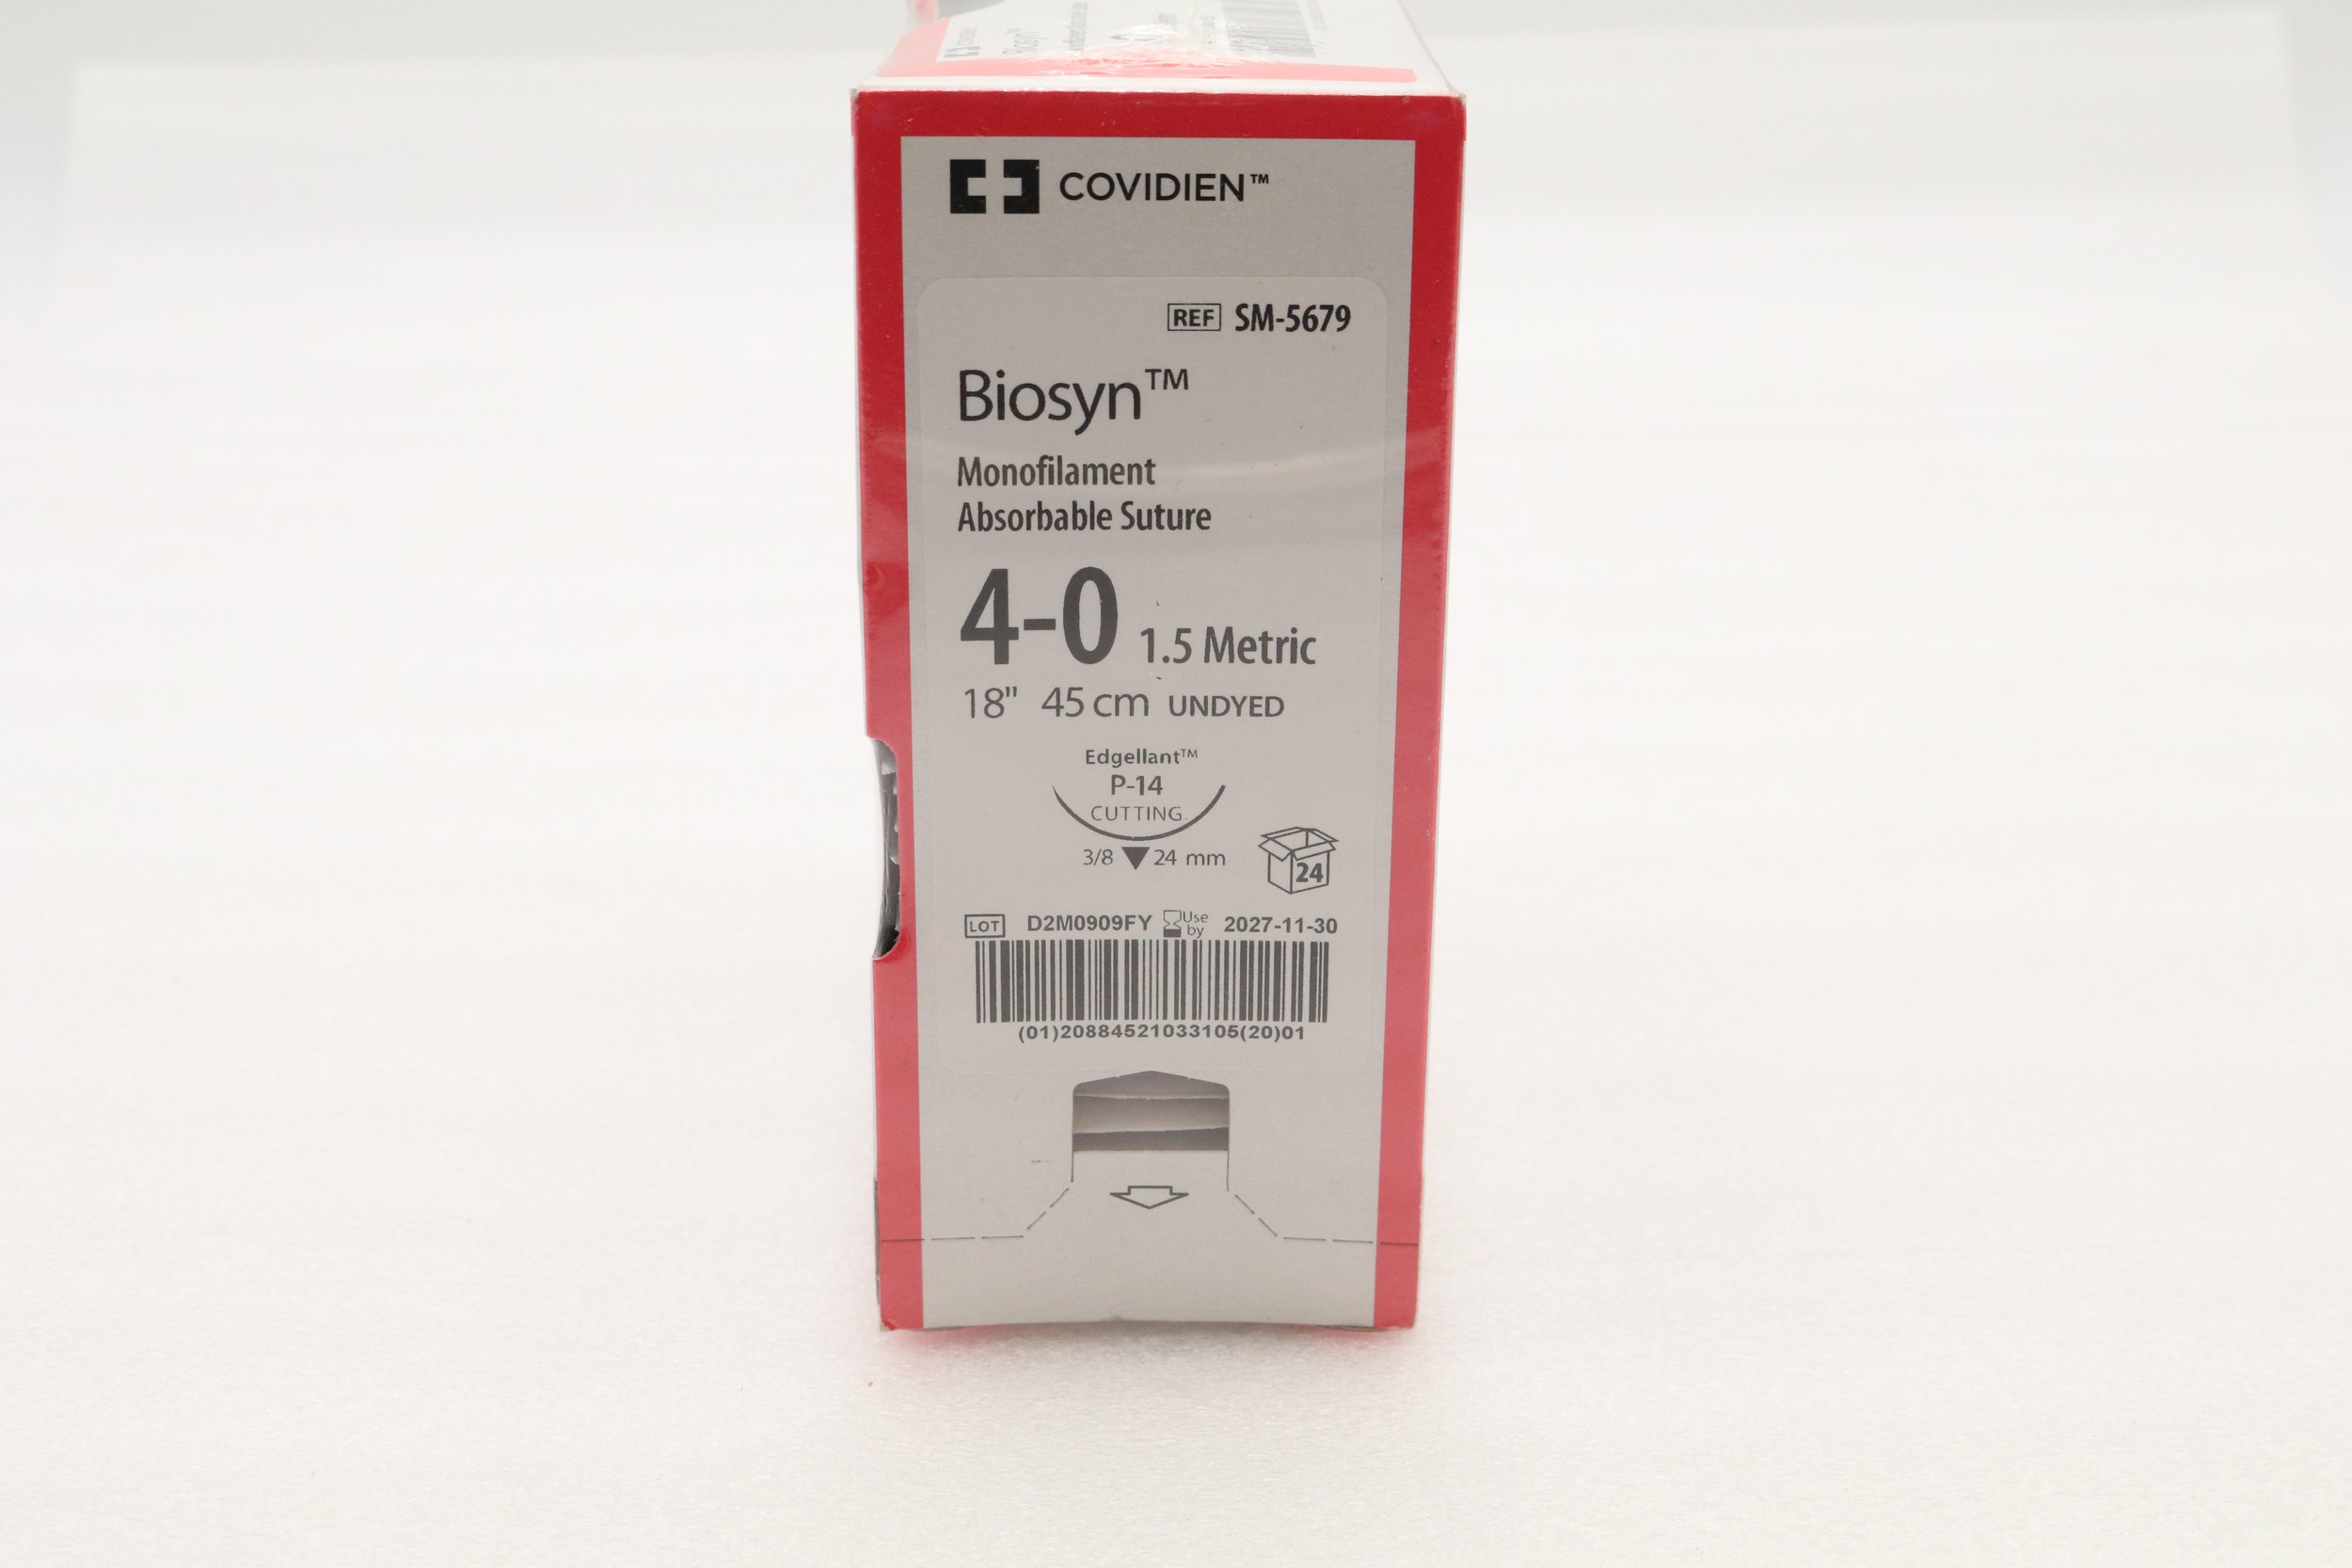 Biosyn™
COVIDIEN™
REF SM-5679
Biosyn™
Monofilament
Absorbable Suture
4-0 1.5 Metric
18" 45 cm UNDYED
Edgellant™
P-14
CUTTING
3/8 24 mm
24
LOT D2M0909FY Use by 2027-11-30
(01)20884521033105(20)01